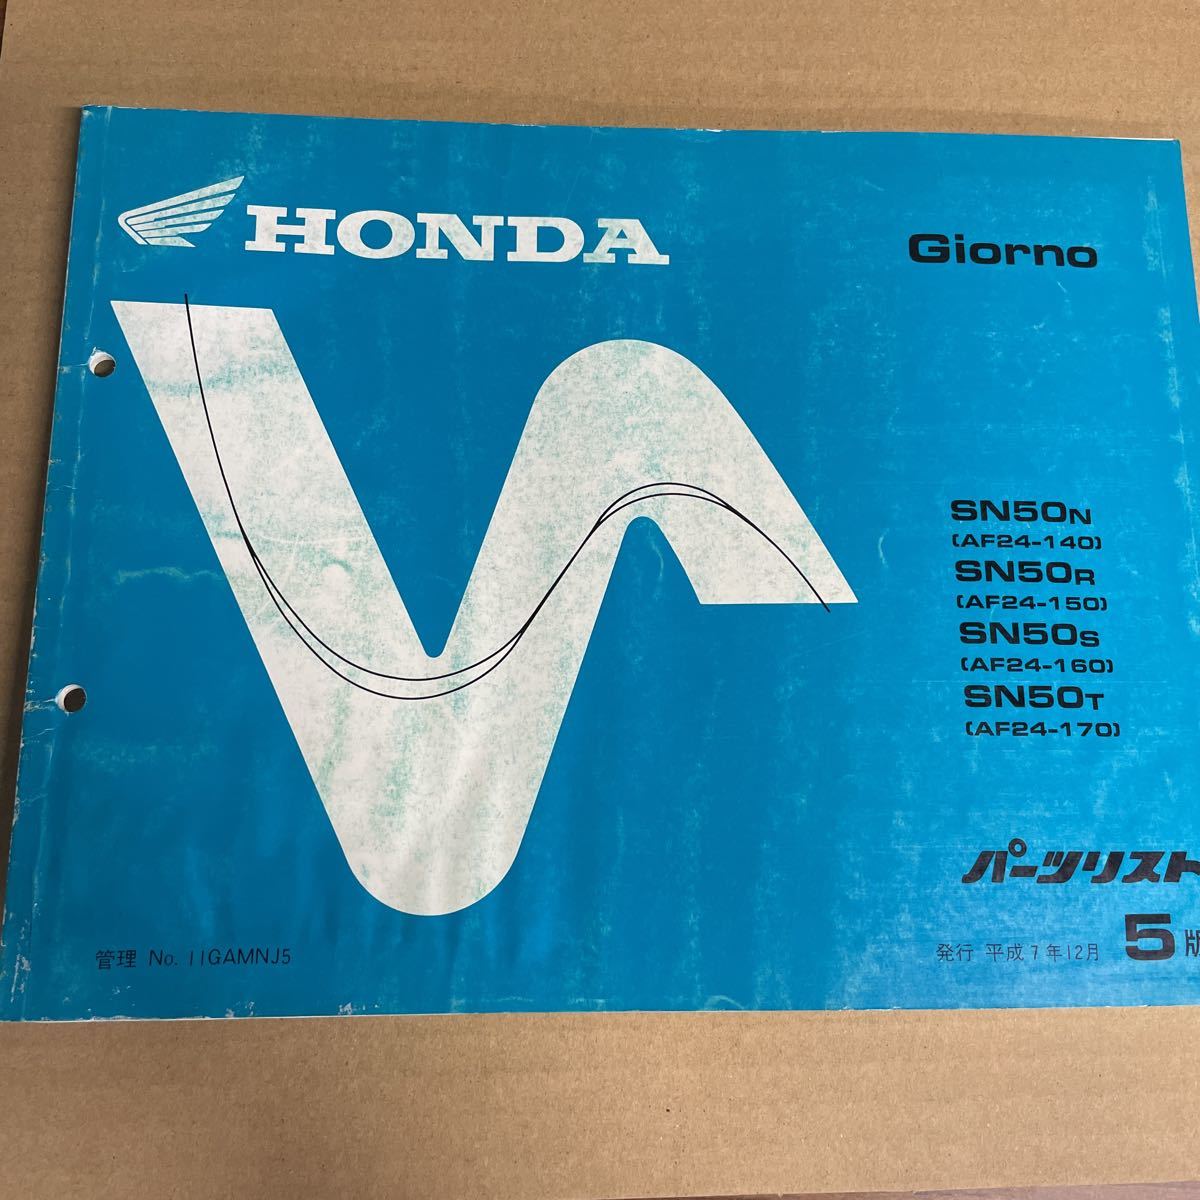 HONDA
Giorno
SN50N
(AF24-140)
SN50R
(AF24-150)
SN50S
(AF24-160)
SN50T
(AF24-170)
パーツリスト
管理 No. 11GAMNJ5
発行 平成7年12月 5版